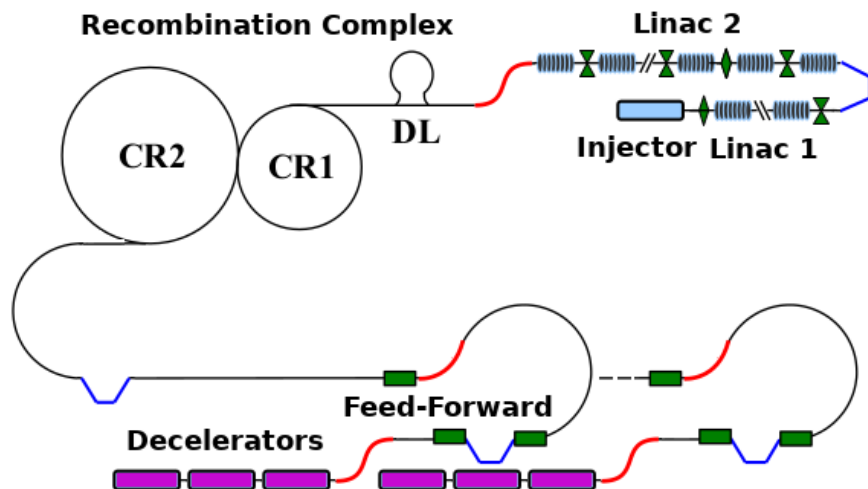 Recombination Complex
Linac 2
DL
Injector
Linac 1
CR2
CR1
Feed-Forward
Decelerators